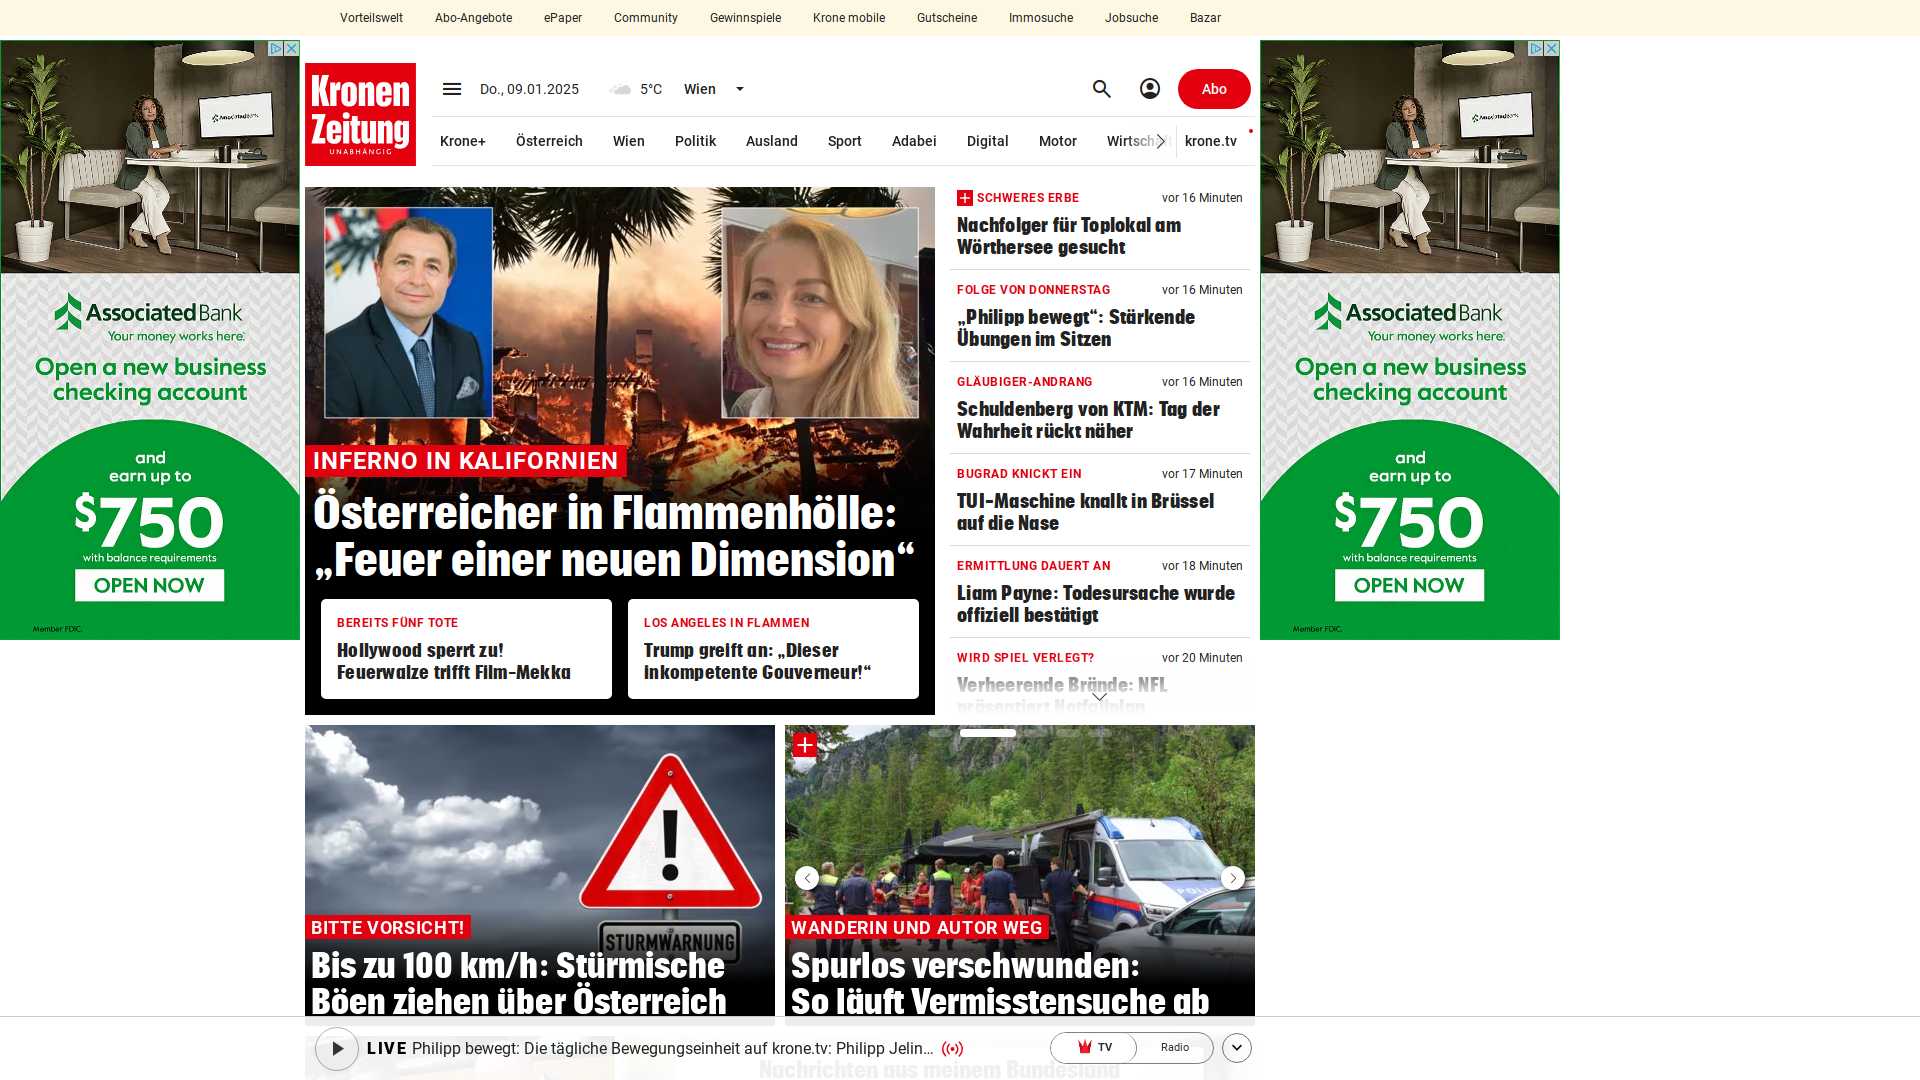 Vorteilswelt
Abo-Angebote
ePaper
Community
Gewinnspiele
Krone mobile
Gutscheine
Immosuche
Jobsuche
Bazar
Kronen
Zeitung
UNABHÄNGIG
Do., 09.01.2025
5°C
Wien
Abo
Krone+
Österreich
Wien
Politik
Ausland
Sport
Adabei
Digital
Motor
Wirtschaft
krone.tv
AssociatedBank
AssociatedBank
Your money works here.
Open a new business
checking account
and
earn up to
$750
with balance requirements
OPEN NOW
Member FDIC.
INFERNO IN KALIFORNIEN
Österreicher in Flammenhölle:
„Feuer einer neuen Dimension“
BEREITS FÜNF TOTE
Hollywood sperrt zu!
Feuerwalze trifft Film-Mekka
LOS ANGELES IN FLAMMEN
Trump greift an: „Dieser
inkompetente Gouverneur!“
SCHWERES ERBE
vor 16 Minuten
Nachfolger für Toplokal am
Wörthersee gesucht
FOLGE VON DONNERSTAG
vor 16 Minuten
„Philipp bewegt“: Stärkende
Übungen im Sitzen
GLÄUBIGER-ANDRANG
vor 16 Minuten
Schuldenberg von KTM: Tag der
Wahrheit rückt näher
BUGRAD KNICKT EIN
vor 17 Minuten
TUI-Maschine knallt in Brüssel
auf die Nase
ERMITTLUNG DAUERT AN
vor 18 Minuten
Liam Payne: Todesursache wurde
offiziell bestätigt
WIRD SPIEL VERLEGT?
vor 20 Minuten
Verheerende Brände: NFL
präsentiert Notfallplan
AssociatedBank
AssociatedBank
Your money works here.
Open a new business
checking account
and
earn up to
$750
with balance requirements
OPEN NOW
Member FDIC.
STURMWARNUNG
BITTE VORSICHT!
Bis zu 100 km/h: Stürmische
Böen ziehen über Österreich
POLIZEI
WANDERIN UND AUTOR WEG
Spurlos verschwunden:
So läuft Vermisstensuche ab
LIVE Philipp bewegt: Die tägliche Bewegungseinheit auf krone.tv: Philipp Jelin...
TV
Radio
Nachrichten aus meinem Bundesland